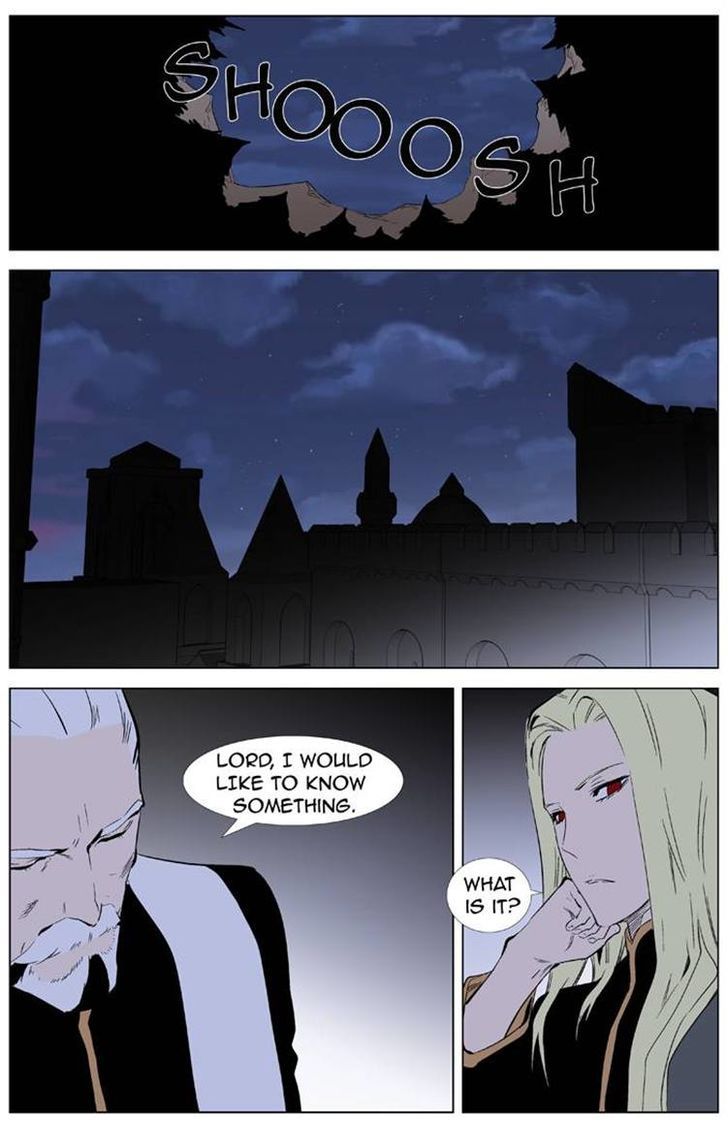 SHOOOSH
LORD, I WOULD
LIKE TO KNOW
SOMETHING.
WHAT
IS IT?